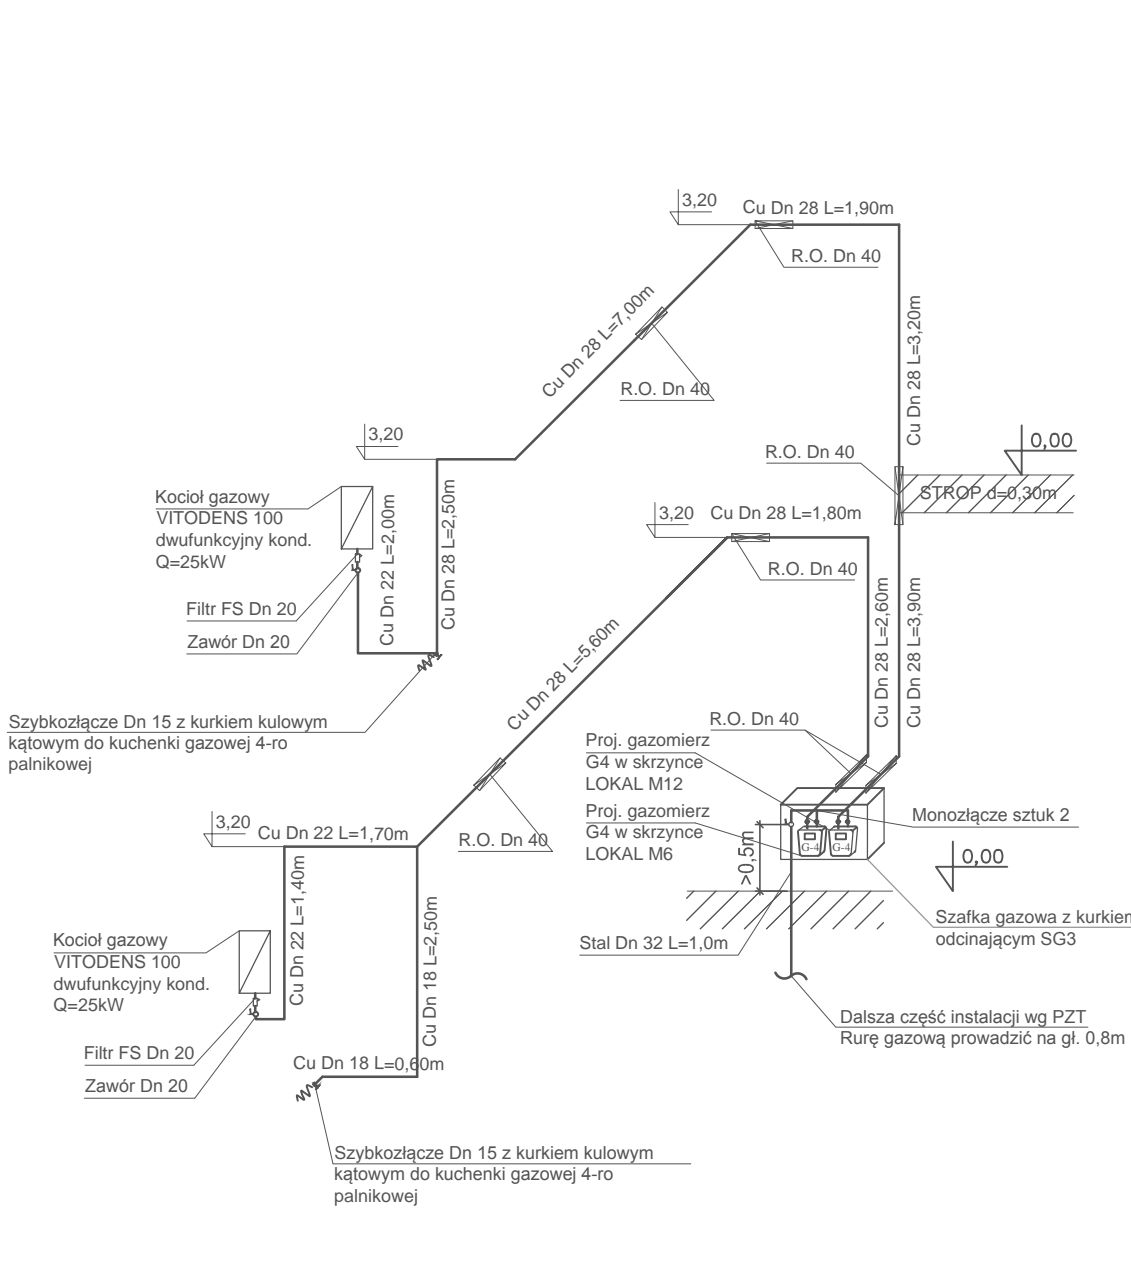 3,20
Cu Dn 28 L=1,90m
R.O. Dn 40
Cu Dn 28 L=7,00m
R.O. Dn 40
Cu Dn 28 L=3,20m
3,20
R.O. Dn 40
0,00
STROP d=0,30m
Kocioł gazowy
VITODENS 100
dwufunkcyjny kond.
Q=25kW
Cu Dn 22 L=2,00m
Cu Dn 28 L=2,50m
3,20
Cu Dn 28 L=1,80m
R.O. Dn 40
Filtr FS Dn 20
Zawór Dn 20
Cu Dn 28 L=5,60m
Cu Dn 28 L=2,60m
Cu Dn 28 L=3,90m
Szybkozłącze Dn 15 z kurkiem kulowym
kątowym do kuchenki gazowej 4-ro
palnikowej
R.O. Dn 40
Proj. gazomierz
G4 w skrzynce
LOKAL M12
Proj. gazomierz
G4 w skrzynce
LOKAL M6
G-4
G-4
Monozłącze sztuk 2
>0,5m
0,00
3,20
Cu Dn 22 L=1,70m
R.O. Dn 40
Szafka gazowa z kurkiem
odcinającym SG3
Stal Dn 32 L=1,0m
Kocioł gazowy
VITODENS 100
dwufunkcyjny kond.
Q=25kW
Cu Dn 22 L=1,40m
Cu Dn 18 L=2,50m
Dalsza część instalacji wg PZT
Rurę gazową prowadzić na gł. 0,8m
Filtr FS Dn 20
Zawór Dn 20
Cu Dn 18 L=0,60m
Szybkozłącze Dn 15 z kurkiem kulowym
kątowym do kuchenki gazowej 4-ro
palnikowej